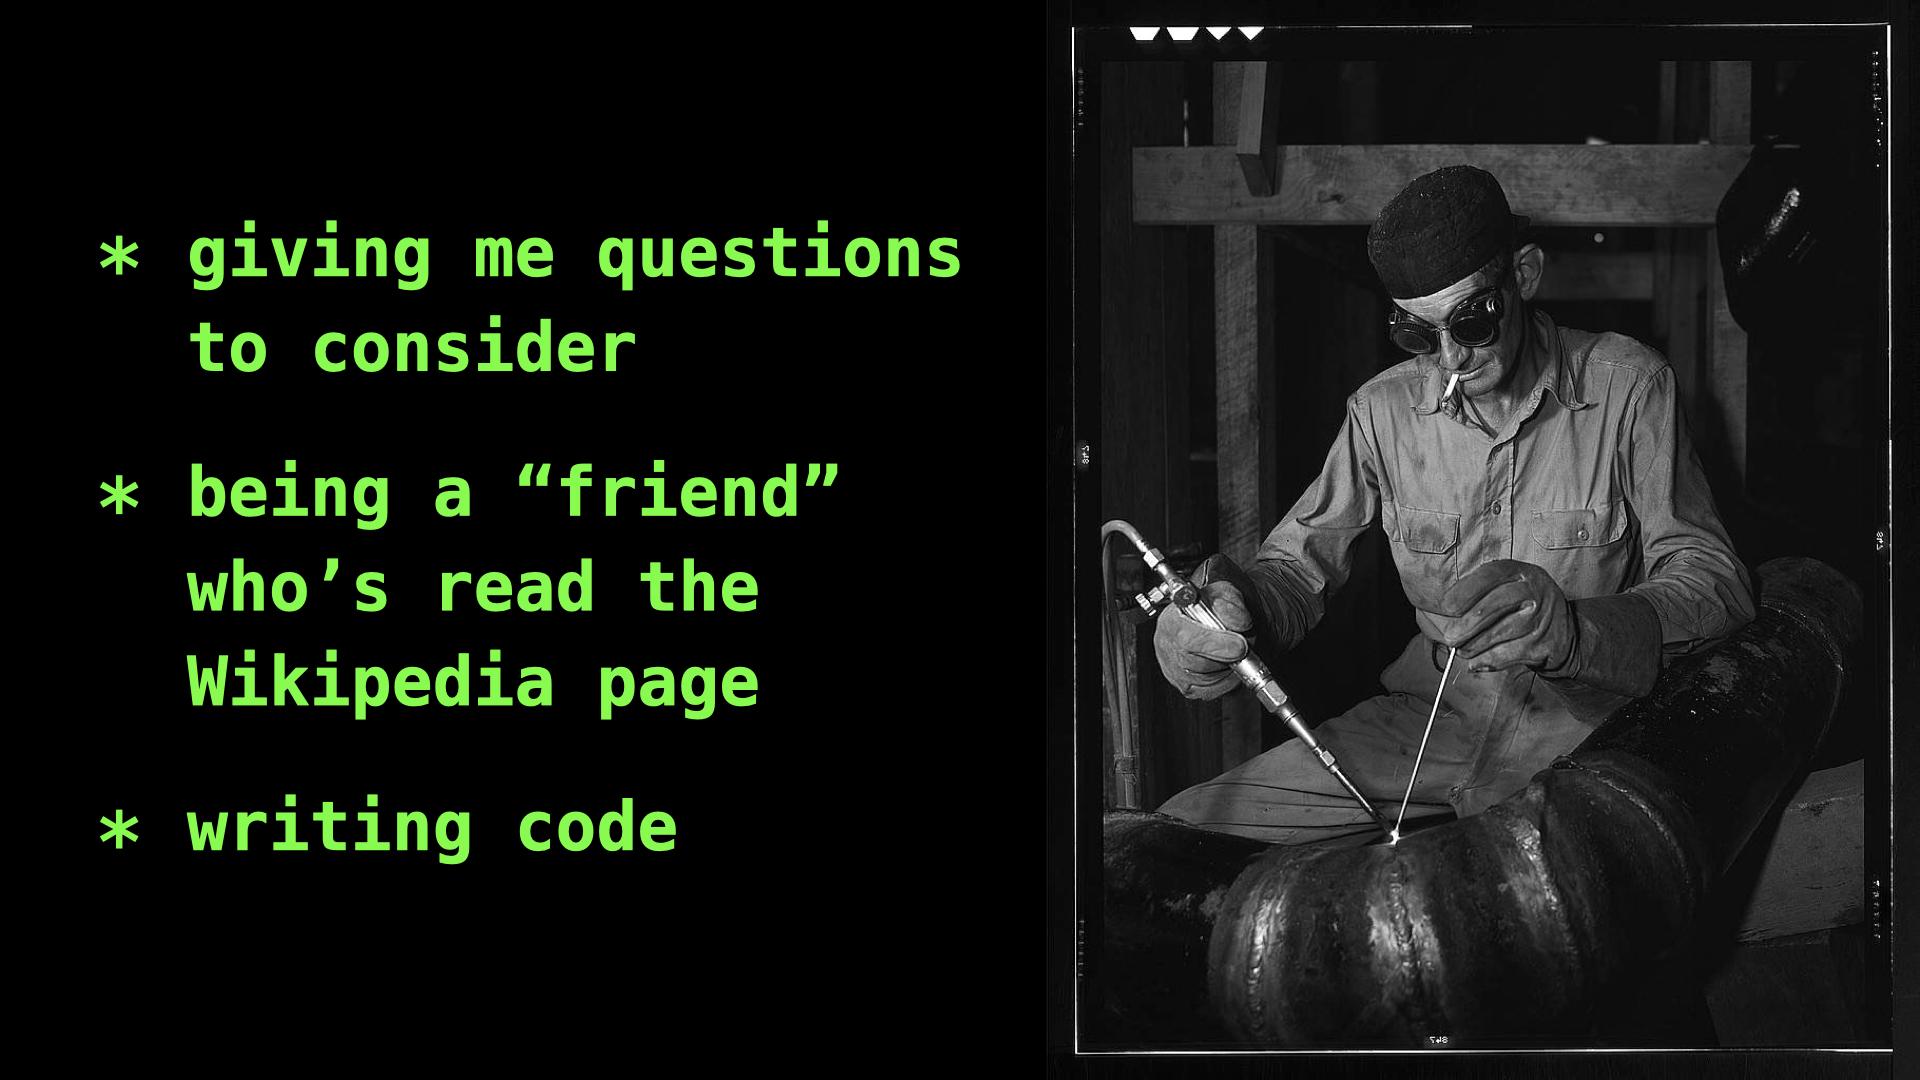 * giving me questions
to consider
* being a “friend”
who’s read the
Wikipedia page
* writing code